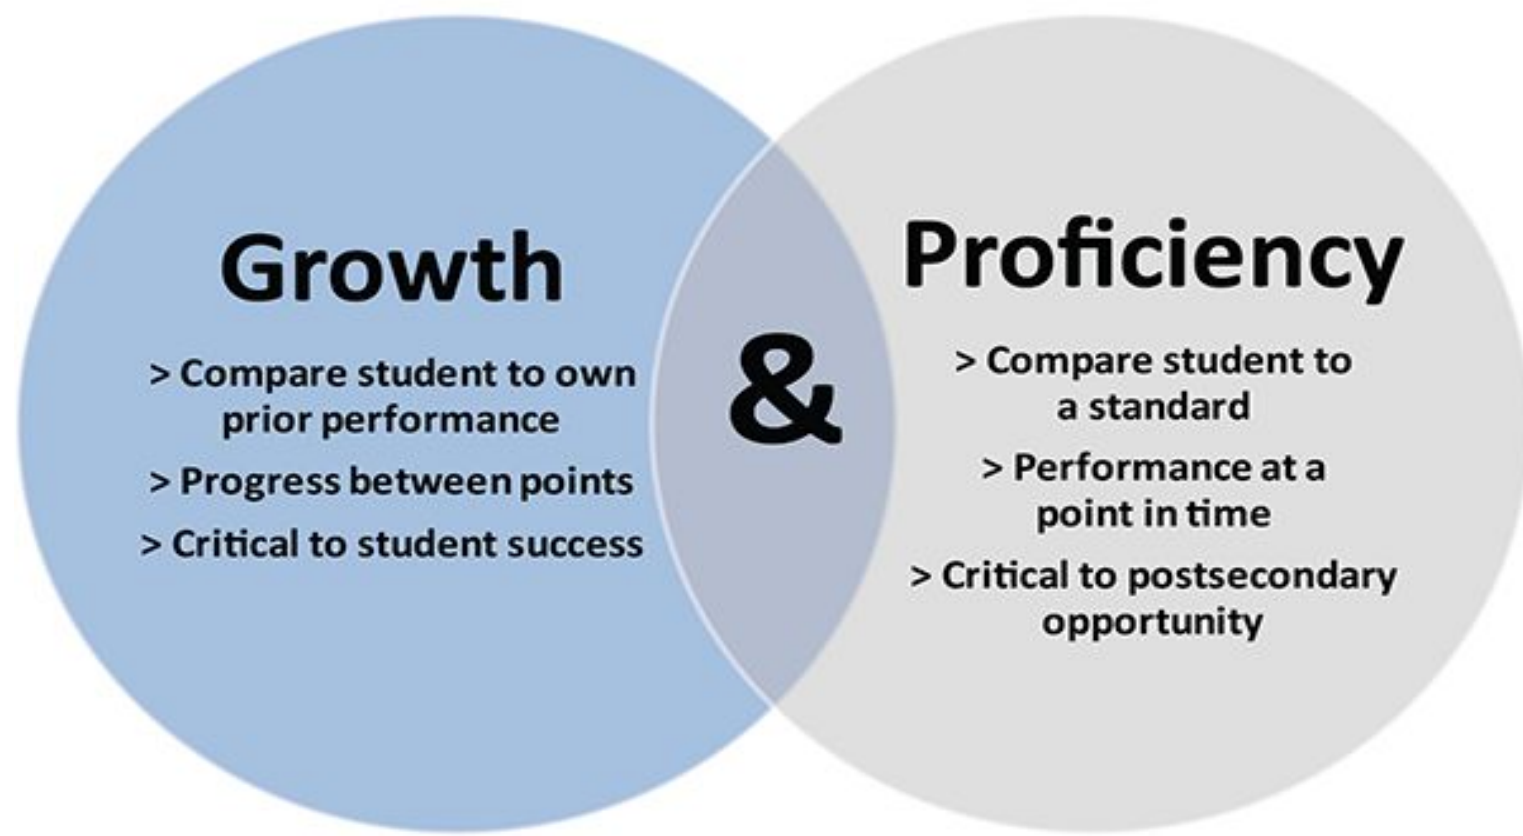 Growth
> Compare student to own
prior performance
> Progress between points
> Critical to student success
&
Proficiency
> Compare student to
a standard
> Performance at a
point in time
> Critical to postsecondary
opportunity